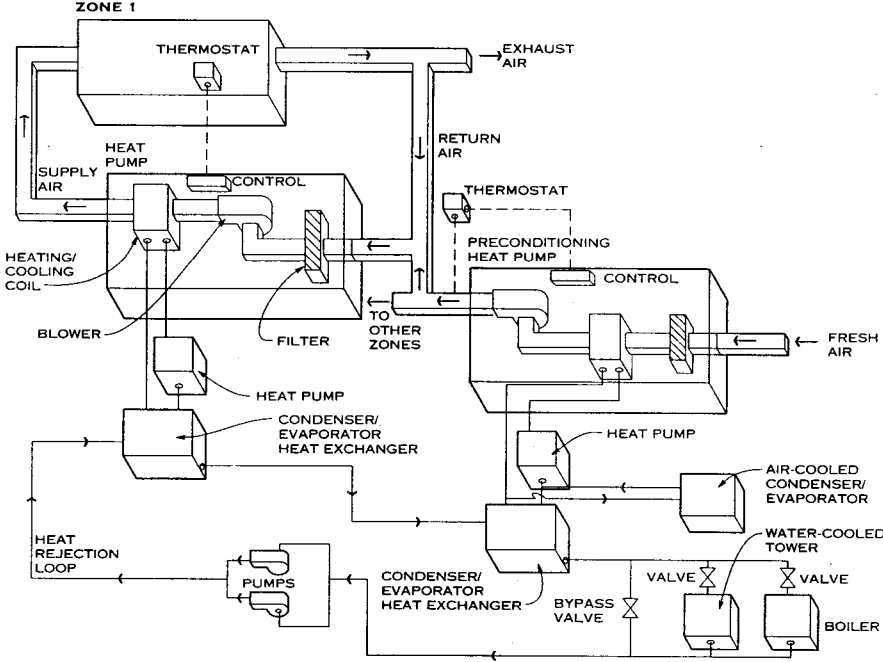 ZONE 1
THERMOSTAT
EXHAUST
AIR
HEAT
PUMP
RETURN
AIR
SUPPLY
AIR
CONTROL
THERMOSTAT
HEATING/
COOLING
COIL
PRECONDITIONING
HEAT PUMP
CONTROL
BLOWER
FILTER
TO
OTHER
ZONES
FRESH
AIR
HEAT PUMP
CONDENSER/
EVAPORATOR
HEAT EXCHANGER
HEAT PUMP
AIR-COOLED
CONDENSER/
EVAPORATOR
HEAT
REJECTION
LOOP
PUMPS
CONDENSER/
EVAPORATOR
HEAT EXCHANGER
WATER-COOLED
TOWER
VALVE
VALVE
BYPASS
VALVE
BOILER